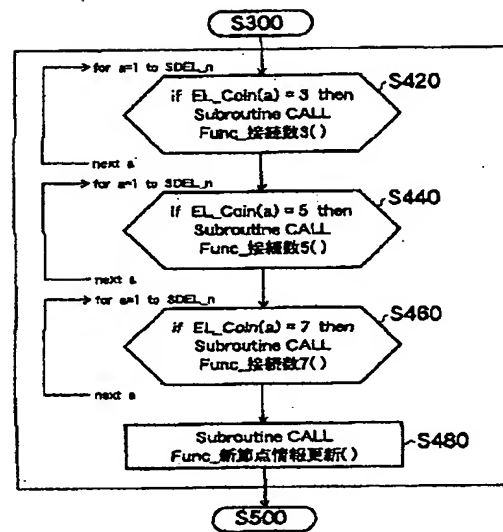 S300
for a=1 to SDEL_n
S420
if EL_Coin(a) = 3 then
Subroutine CALL
Func_接続数3()
next a
for a=1 to SDEL_n
S440
if EL_Coin(a) = 5 then
Subroutine CALL
Func_接続数5()
next a
for a=1 to SDEL_n
S460
if EL_Coin(a) = 7 then
Subroutine CALL
Func_接続数7()
next a
Subroutine CALL
S480
Func_新節点情報更新()
S500